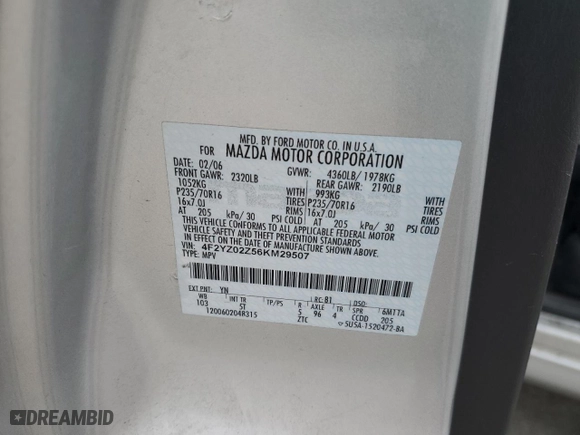 MFD. BY FORD MOTOR CO. IN U.S.A.
FOR MAZDA MOTOR CORPORATION
DATE: 02/06 GVWR: 4360LB/ 1978KG
FRONT GAWR: 2320LB REAR GAWR: 2190LB
1052KG WITH 993KG WITH
P235/70R16 TIRES P235/70R16 TIRES
16x7.0J RIMS 16x7.0J RIMS
AT 205 kPa/ 30 PSI COLD AT 205 kPa/ 30 PSI COLD
THIS VEHICLE CONFORMS TO ALL APPLICABLE FEDERAL MOTOR
VEHICLE SAFETY AND THEFT PREVENTION STANDARDS IN EFFECT
ON THE DATE OF MANUFACTURE SHOWN ABOVE.
VIN: 4F2YZ02Z56KM29507
TYPE: MPV
EXT PNT: YN RC: 81 DSO:
WB INT TR TP/PS R AXLE TR SPR 6M1TA
103 ST S 96 4 CCDD 205
120060204R315 ZTC 5U5A-1520472-BA
DREAMBID